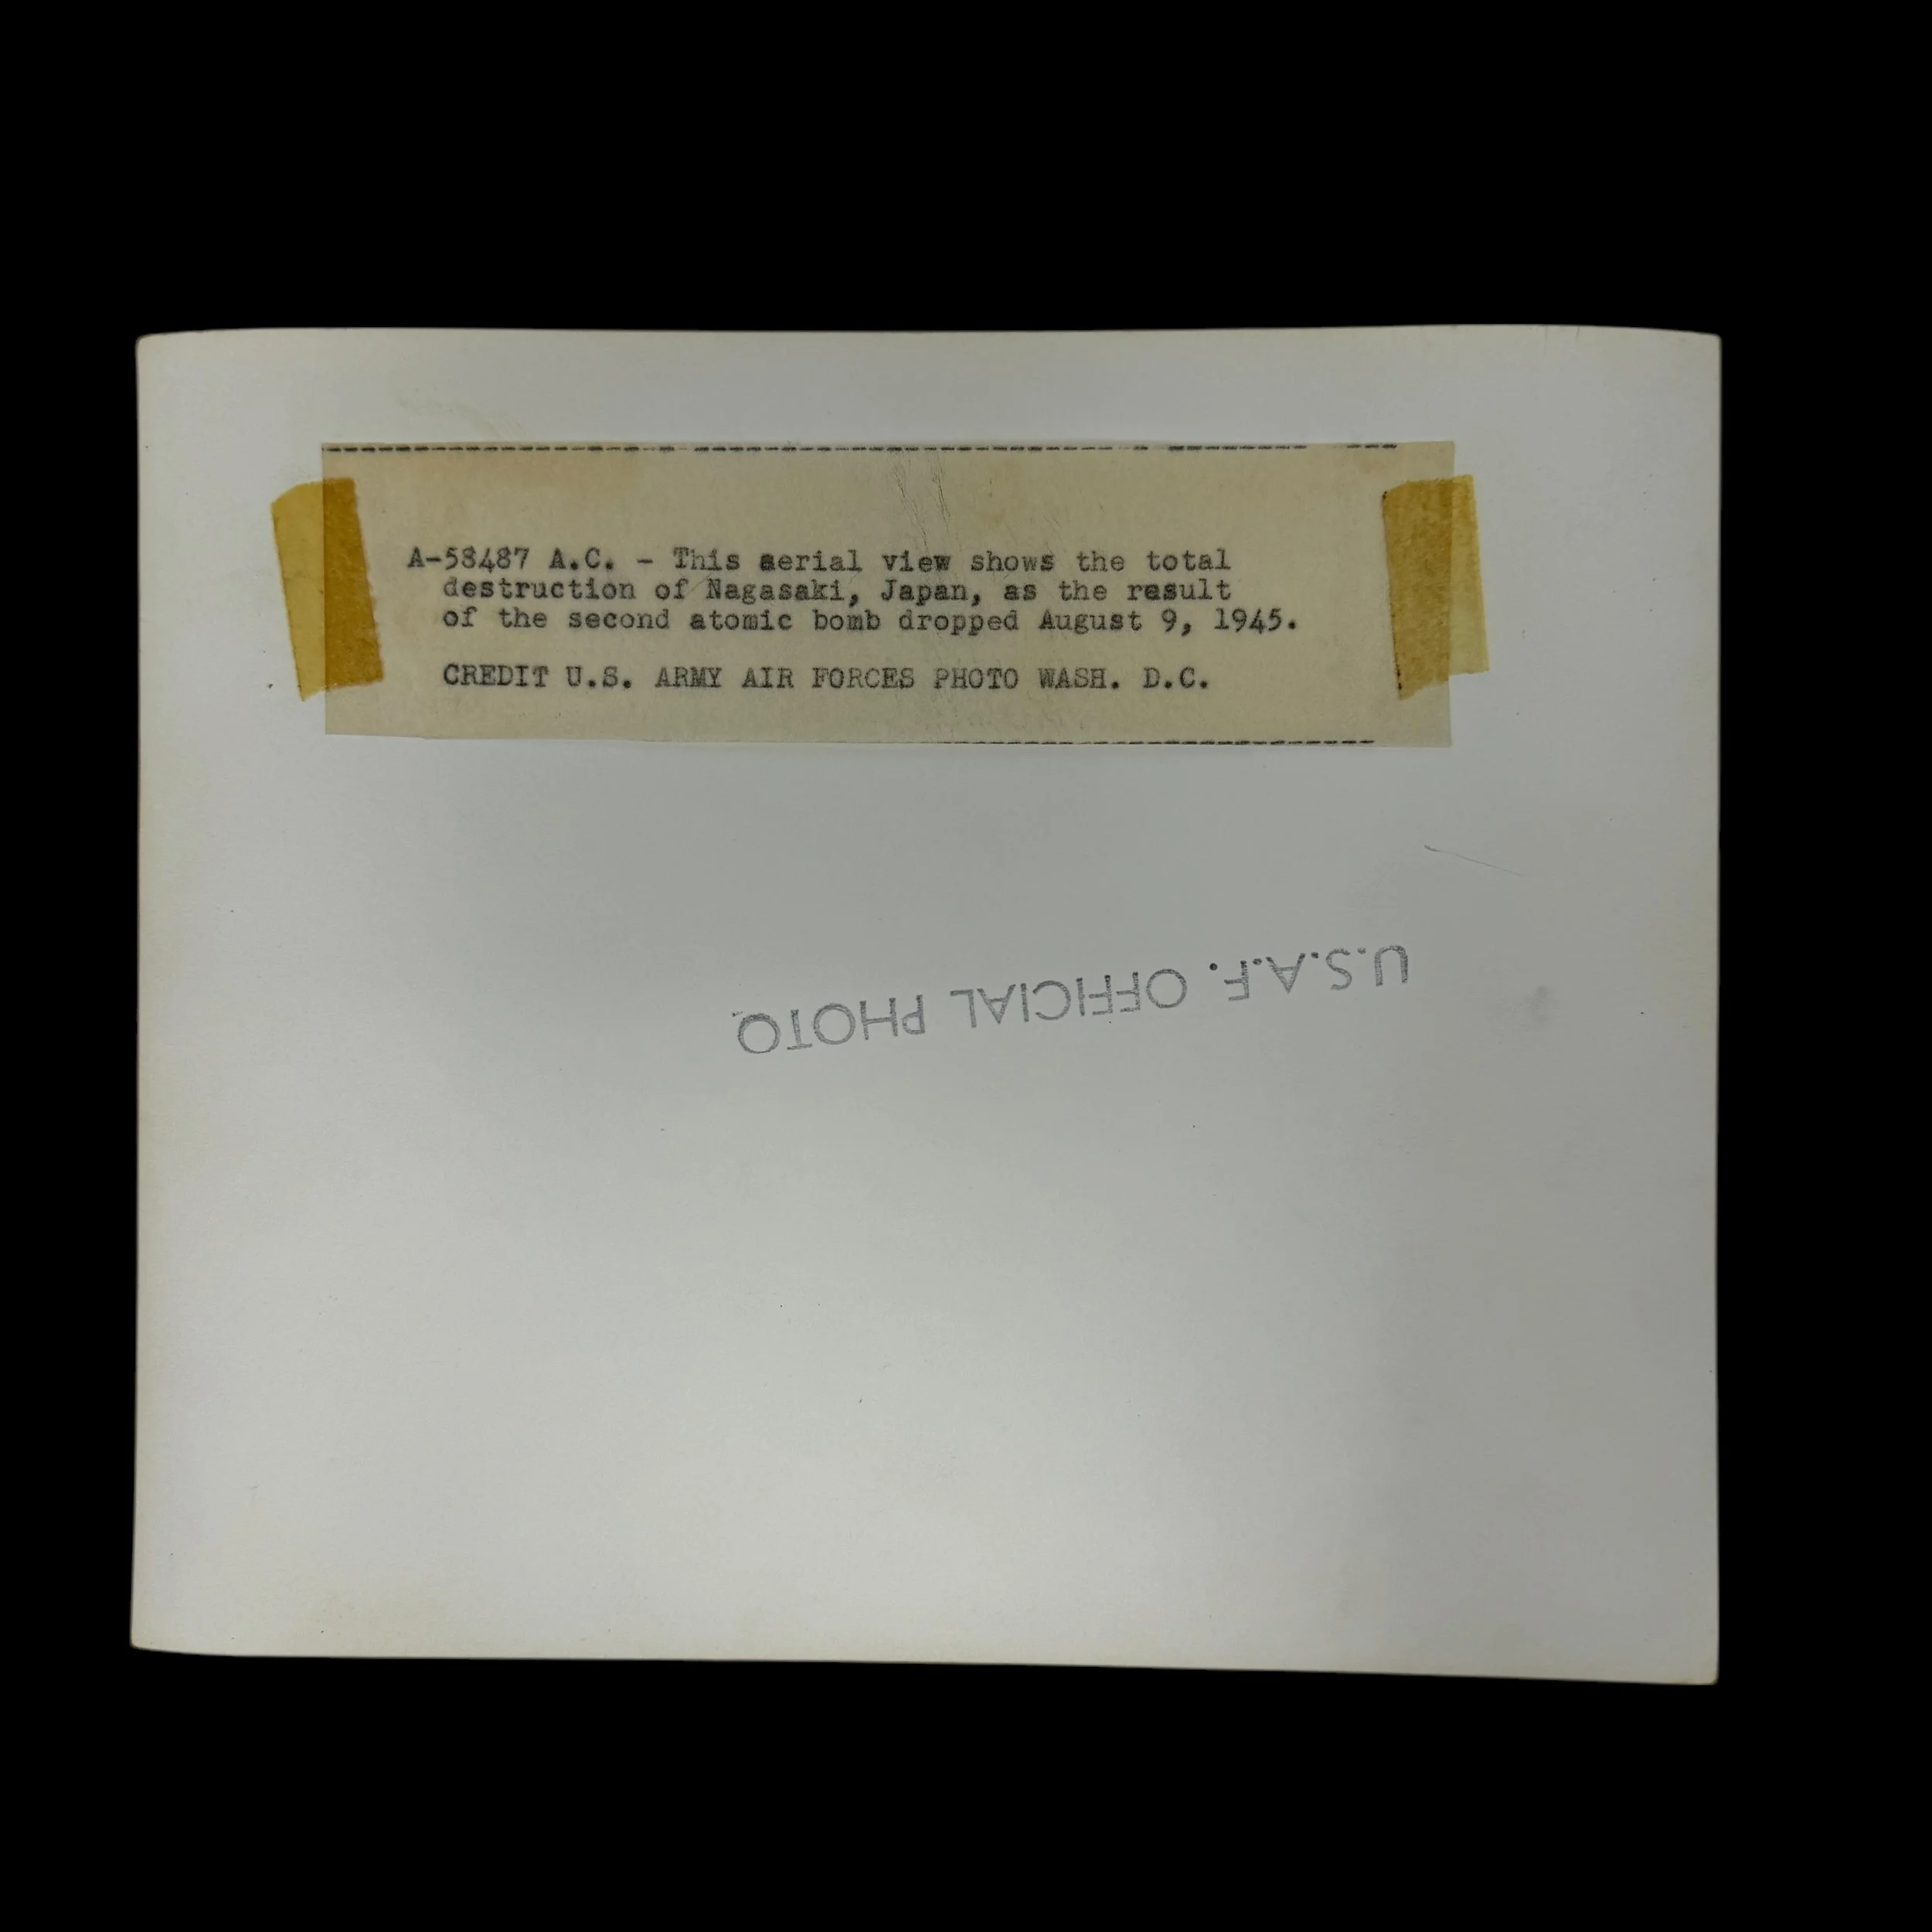 A-58487 A.C. - This aerial view shows the total
destruction of Nagasaki, Japan, as the result
of the second atomic bomb dropped August 9, 1945.
CREDIT U.S. ARMY AIR FORCES PHOTO WASH. D.C.
U.S.A.F. OFFICIAL PHOTO